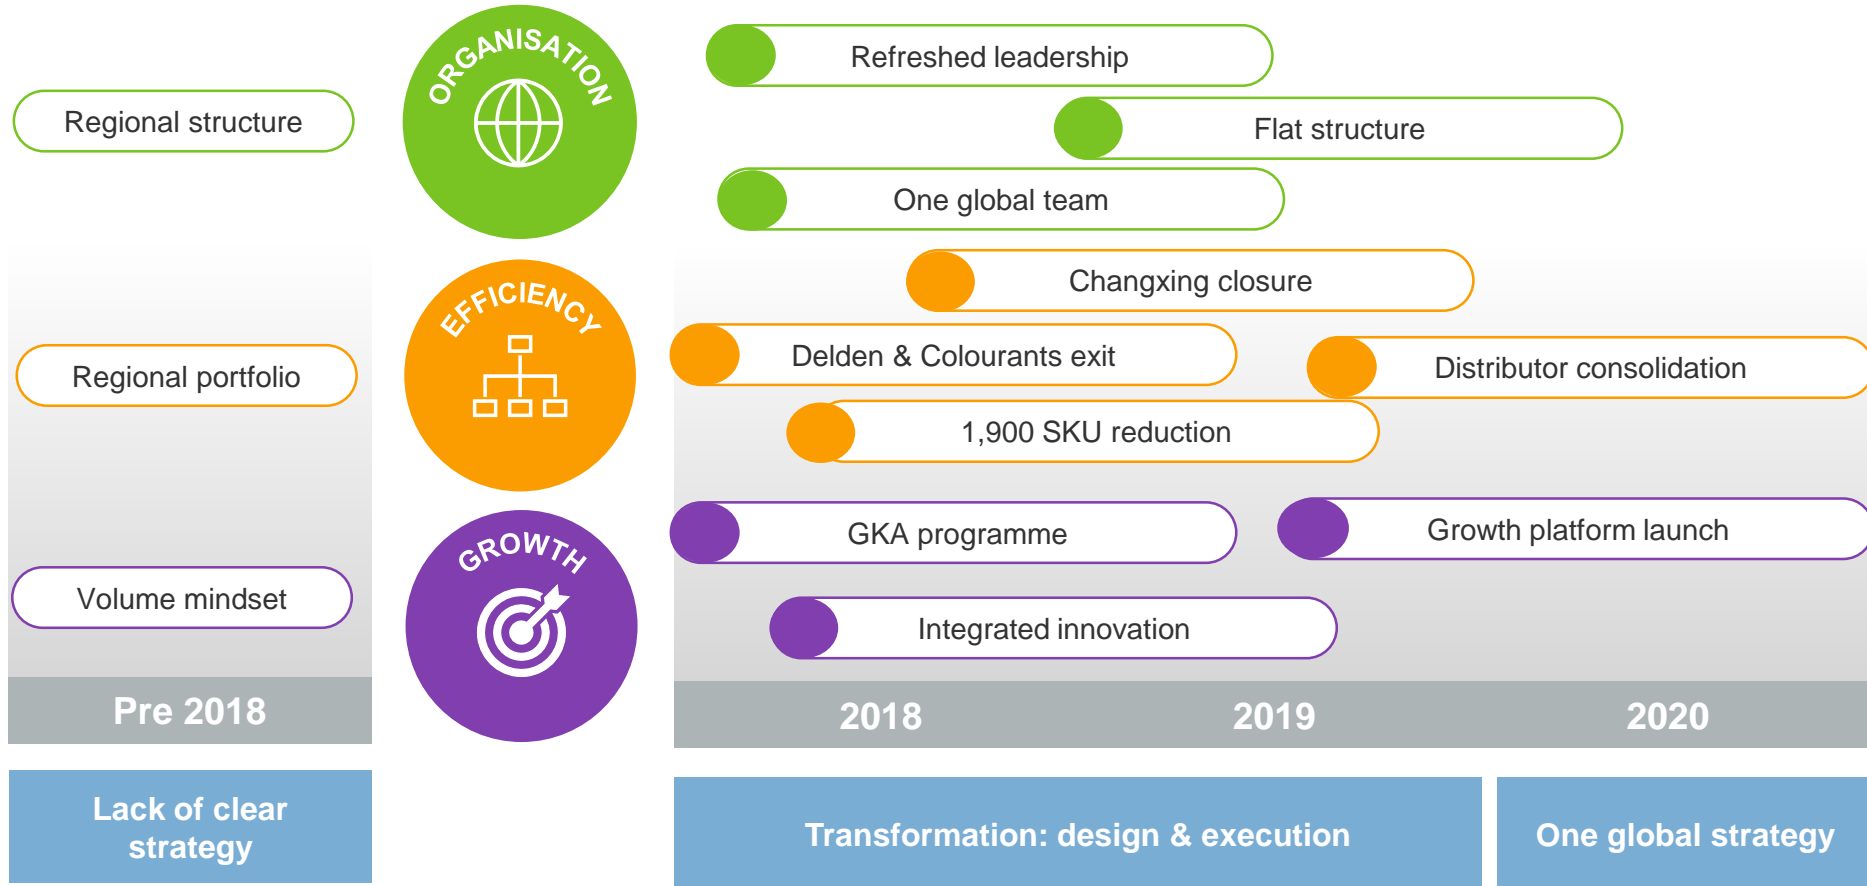 ORGANISATION
Refreshed leadership
Regional structure
Flat structure
One global team
EFFICIENCY
Changxing closure
Regional portfolio
Delden & Colourants exit
Distributor consolidation
1,900 SKU reduction
GROWTH
GKA programme
Growth platform launch
Volume mindset
Integrated innovation
Pre 2018
2018
2019
2020
Lack of clear
strategy
Transformation: design & execution
One global strategy